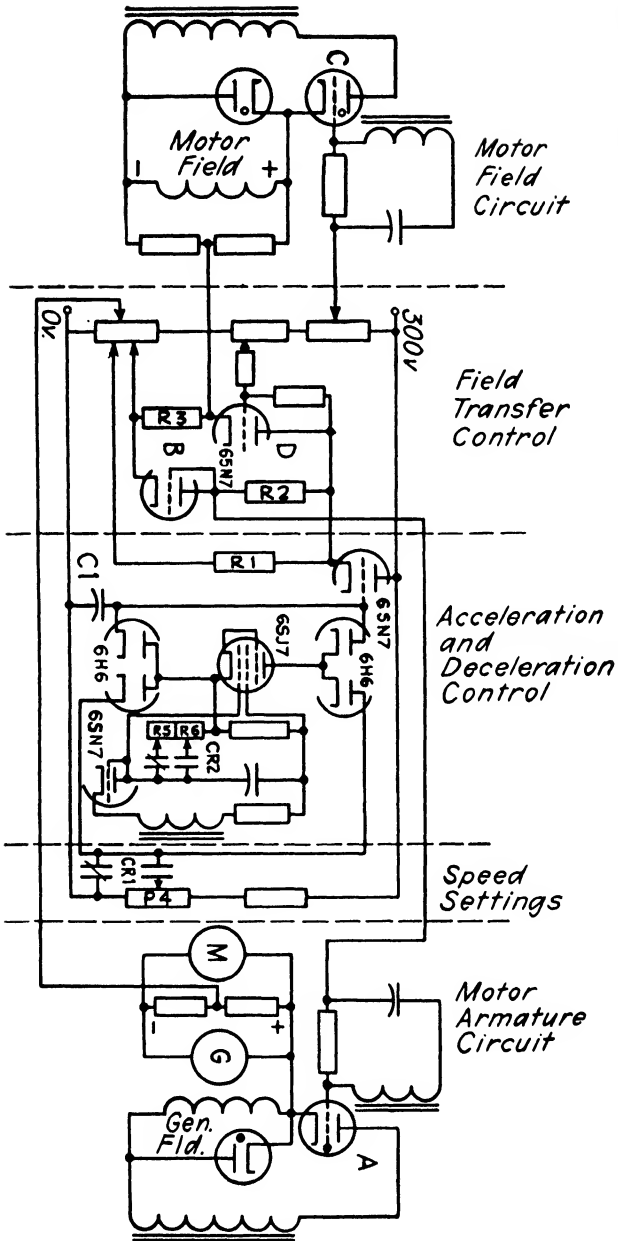 C
Motor
Field
-
+
Motor
Field
Circuit
0v.
300v
R3
B
6SN7
D
R2
Field
Transfer
Control
R1
C1
6SN7
6H6
6SJ7
6H6
Acceleration
and
Deceleration
Control
6SN7
R5
R6
CR2
CR1
P4
Speed
Settings
M
-
+
G
Motor
Armature
Circuit
Gen.
Fld.
A